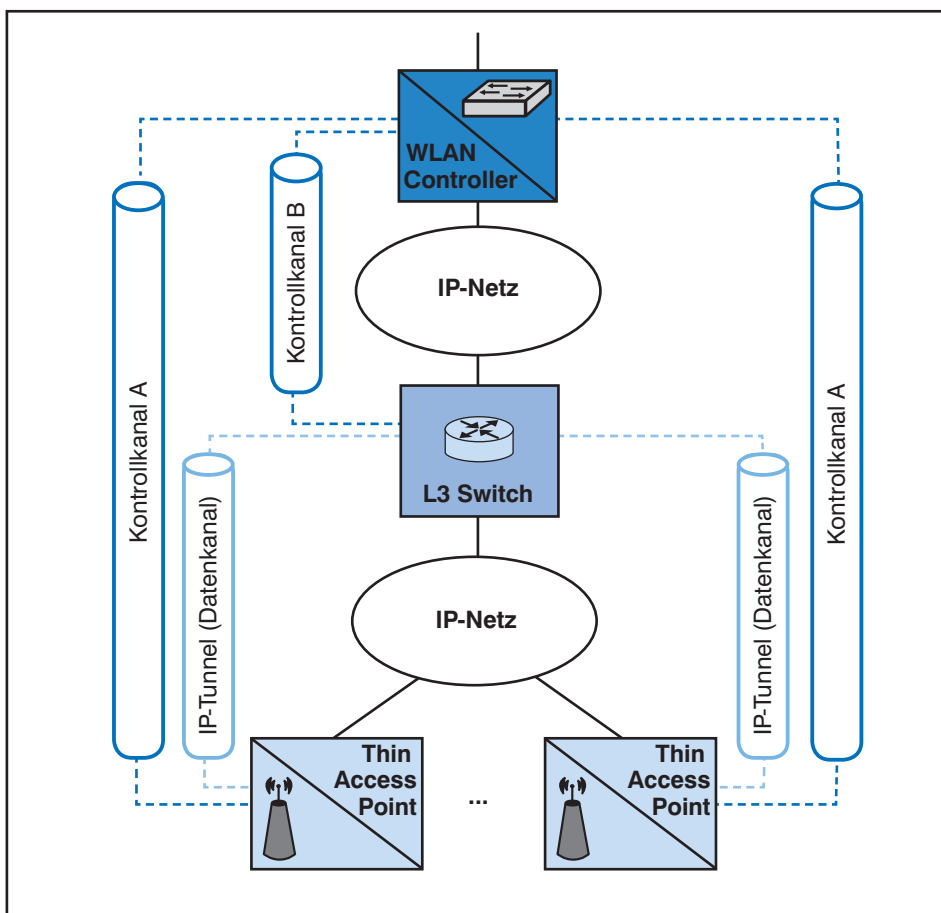 WLAN
Controller
Kontrollkanal B
IP-Netz
Kontrollkanal A
Kontrollkanal A
L3 Switch
IP-Tunnel (Datenkanal)
IP-Tunnel (Datenkanal)
IP-Netz
Thin
Access
Point
...
Thin
Access
Point